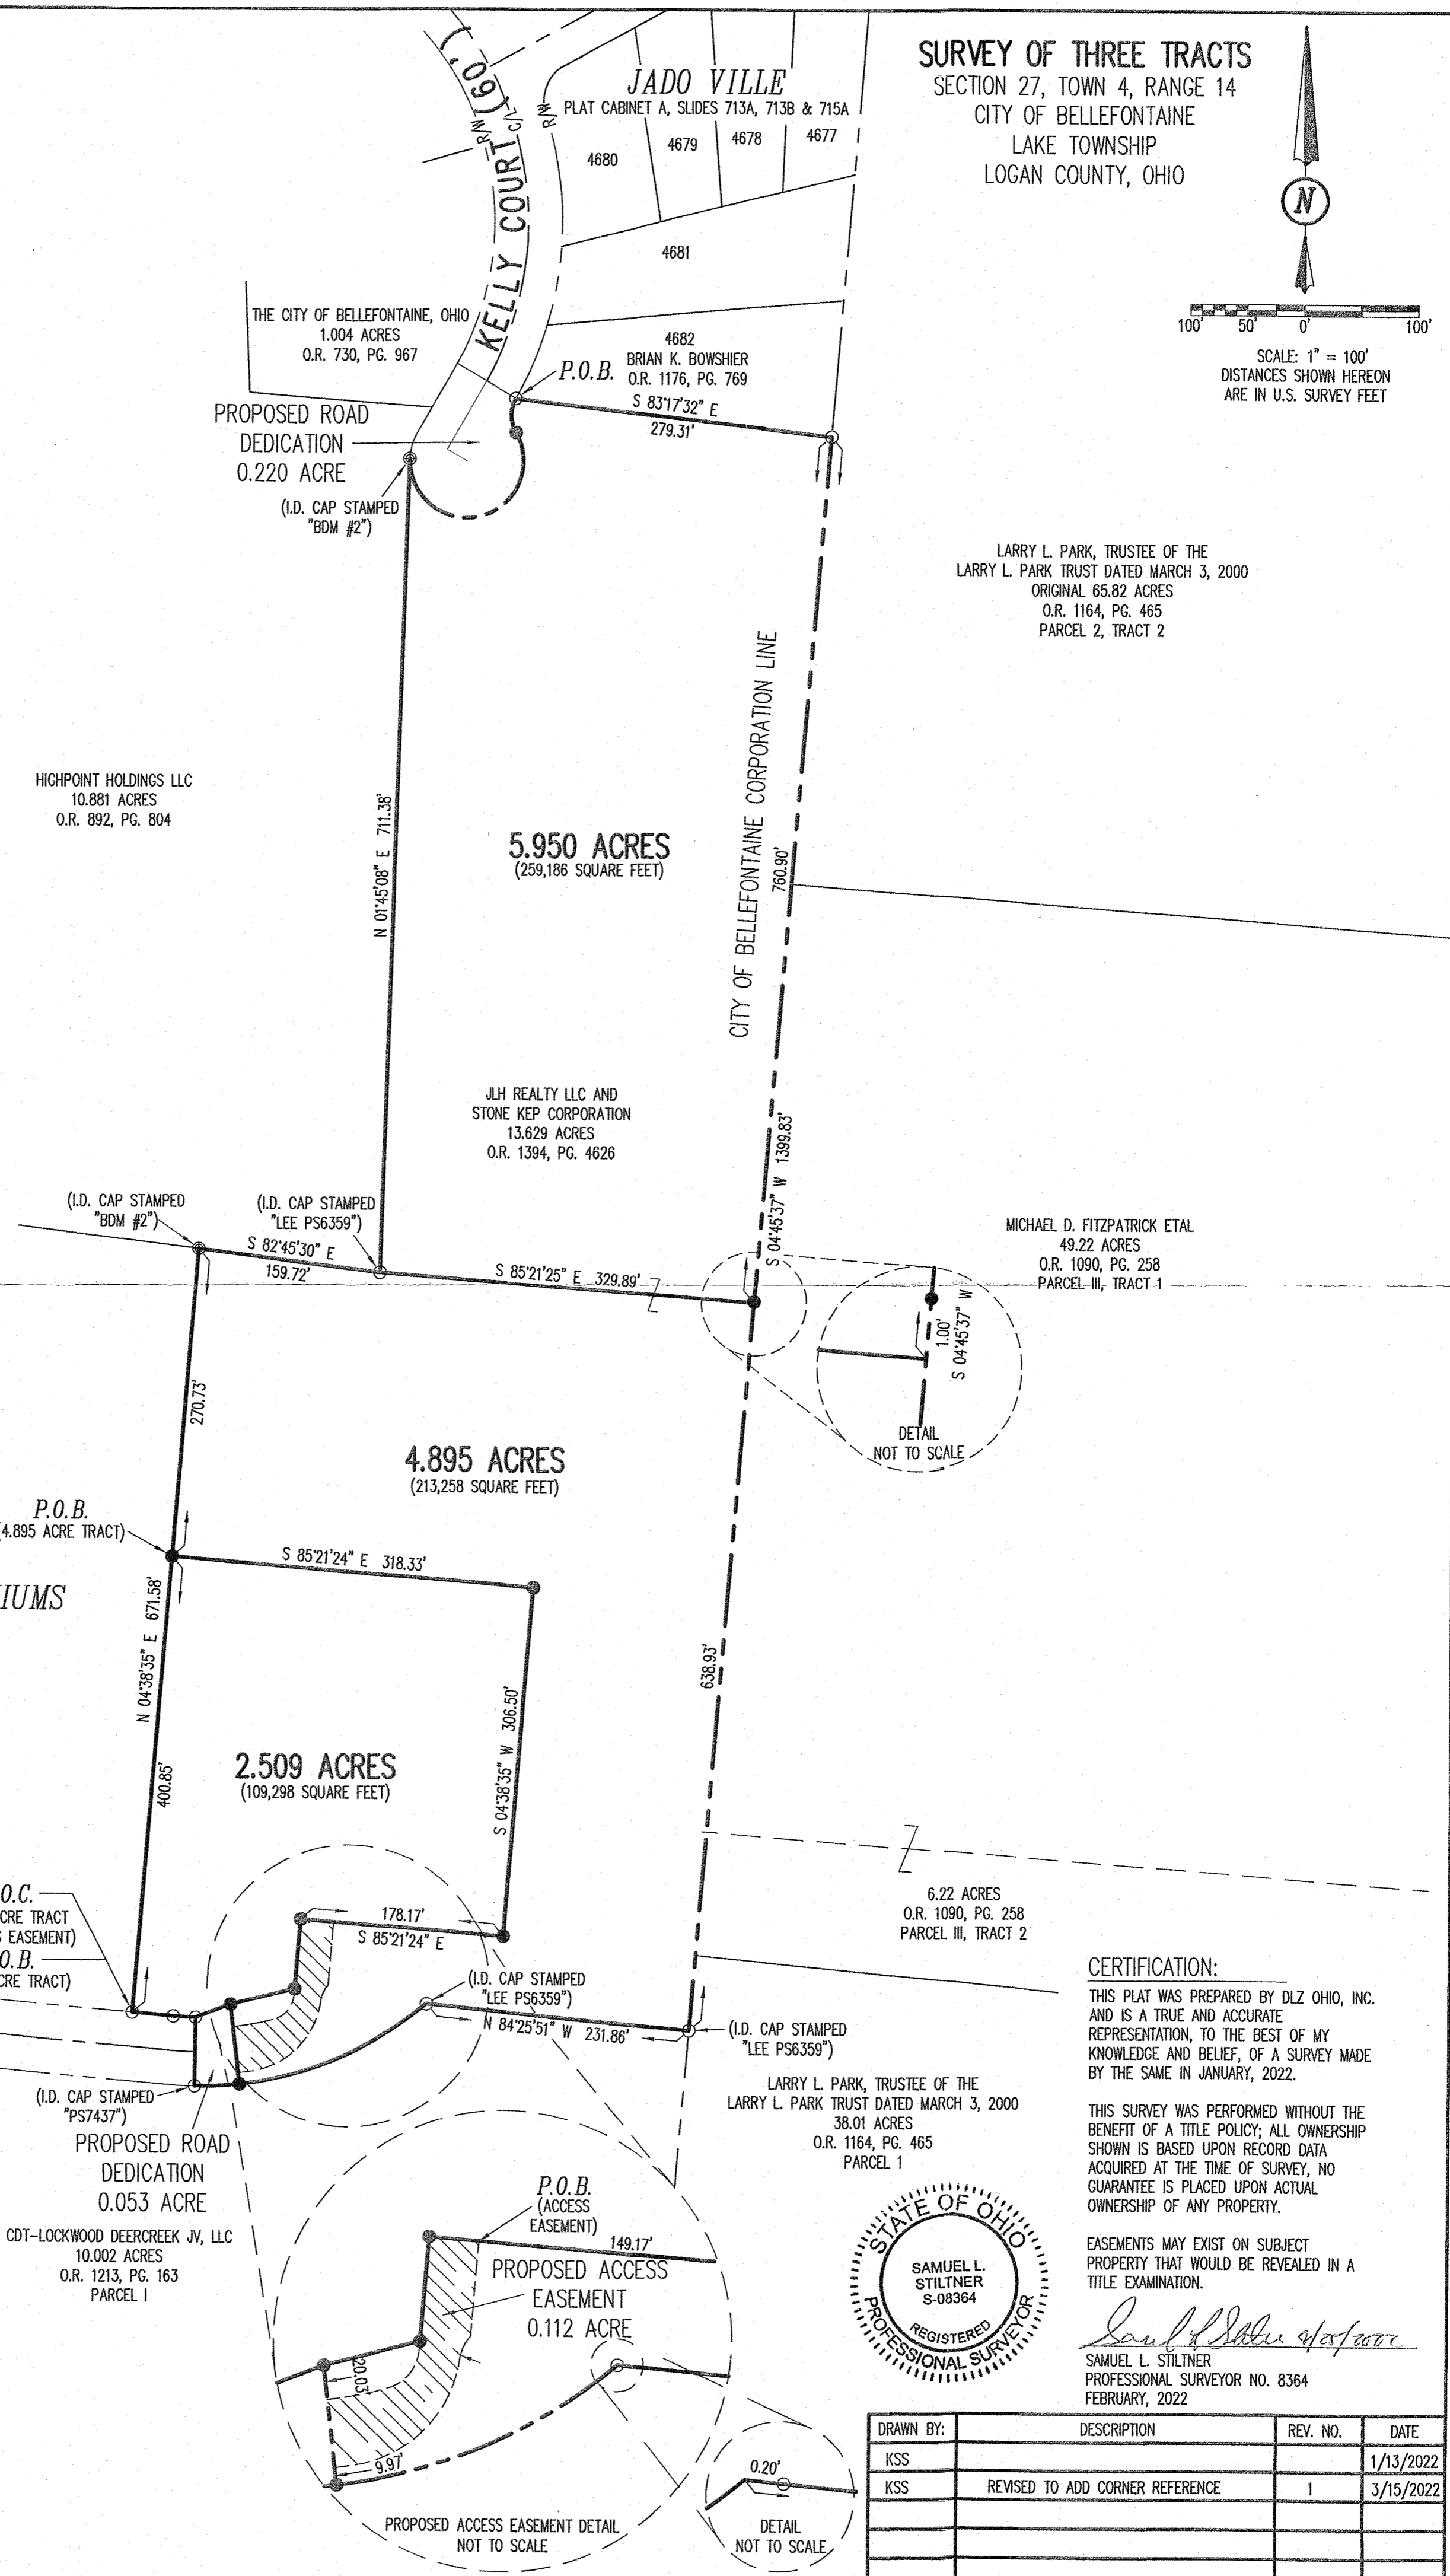 SURVEY OF THREE TRACTS
SECTION 27, TOWN 4, RANGE 14
CITY OF BELLEFONTAINE
LAKE TOWNSHIP
LOGAN COUNTY, OHIO
N
100' 50' 0' 100'
SCALE: 1" = 100'
DISTANCES SHOWN HEREON
ARE IN U.S. SURVEY FEET
JADO VILLE
PLAT CABINET A, SLIDES 713A, 713B & 715A
4680
4679
4678
4677
4681
KELLY COURT (60')
R/W
C/L
R/W
THE CITY OF BELLEFONTAINE, OHIO
1.004 ACRES
O.R. 730, PG. 967
4682
BRIAN K. BOWSHIER
O.R. 1176, PG. 769
P.O.B.
S 83°17'32" E
279.31'
PROPOSED ROAD
DEDICATION
0.220 ACRE
(I.D. CAP STAMPED
"BDM #2")
LARRY L. PARK, TRUSTEE OF THE
LARRY L. PARK TRUST DATED MARCH 3, 2000
ORIGINAL 65.82 ACRES
O.R. 1164, PG. 465
PARCEL 2, TRACT 2
CITY OF BELLEFONTAINE CORPORATION LINE
HIGHPOINT HOLDINGS LLC
10.881 ACRES
O.R. 892, PG. 804
N 01°45'08" E 711.38'
5.950 ACRES
(259,186 SQUARE FEET)
760.90'
JLH REALTY LLC AND
STONE KEP CORPORATION
13.629 ACRES
O.R. 1394, PG. 4626
S 04°45'37" W 1399.83'
(I.D. CAP STAMPED
"BDM #2")
(I.D. CAP STAMPED
"LEE PS6359")
S 82°45'30" E
159.72'
S 85°21'25" E 329.89'
MICHAEL D. FITZPATRICK ETAL
49.22 ACRES
O.R. 1090, PG. 258
PARCEL III, TRACT 1
1.00'
S 04°45'37" W
DETAIL
NOT TO SCALE
270.73'
4.895 ACRES
(213,258 SQUARE FEET)
P.O.B.
(4.895 ACRE TRACT)
S 85°21'24" E 318.33'
IUMS
N 04°38'35" E 671.58'
638.93'
S 04°38'35" W 306.50'
2.509 ACRES
(109,298 SQUARE FEET)
400.85'
O.C.
CRE TRACT
S EASEMENT)
O.B.
CRE TRACT)
178.17'
S 85°21'24" E
6.22 ACRES
O.R. 1090, PG. 258
PARCEL III, TRACT 2
(I.D. CAP STAMPED
"LEE PS6359")
N 84°25'51" W 231.86'
(I.D. CAP STAMPED
"LEE PS6359")
(I.D. CAP STAMPED
"PS7437")
PROPOSED ROAD
DEDICATION
0.053 ACRE
LARRY L. PARK, TRUSTEE OF THE
LARRY L. PARK TRUST DATED MARCH 3, 2000
38.01 ACRES
O.R. 1164, PG. 465
PARCEL 1
CDT-LOCKWOOD DEERCREEK JV, LLC
10.002 ACRES
O.R. 1213, PG. 163
PARCEL I
P.O.B.
(ACCESS
EASEMENT)
149.17'
PROPOSED ACCESS
EASEMENT
0.112 ACRE
20.03'
9.97'
PROPOSED ACCESS EASEMENT DETAIL
NOT TO SCALE
0.20'
DETAIL
NOT TO SCALE
CERTIFICATION:
THIS PLAT WAS PREPARED BY DLZ OHIO, INC.
AND IS A TRUE AND ACCURATE
REPRESENTATION, TO THE BEST OF MY
KNOWLEDGE AND BELIEF, OF A SURVEY MADE
BY THE SAME IN JANUARY, 2022.
THIS SURVEY WAS PERFORMED WITHOUT THE
BENEFIT OF A TITLE POLICY; ALL OWNERSHIP
SHOWN IS BASED UPON RECORD DATA
ACQUIRED AT THE TIME OF SURVEY, NO
GUARANTEE IS PLACED UPON ACTUAL
OWNERSHIP OF ANY PROPERTY.
EASEMENTS MAY EXIST ON SUBJECT
PROPERTY THAT WOULD BE REVEALED IN A
TITLE EXAMINATION.
STATE OF OHIO
SAMUEL L.
STILTNER
S-08364
REGISTERED
PROFESSIONAL SURVEYOR
SAMUEL L. STILTNER
PROFESSIONAL SURVEYOR NO. 8364
FEBRUARY, 2022
DRAWN BY: DESCRIPTION REV. NO. DATE
KSS 1/13/2022
KSS REVISED TO ADD CORNER REFERENCE 1 3/15/2022